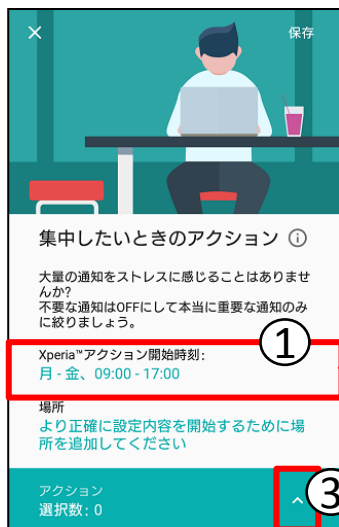 保存
集中したいときのアクション ⓘ
大量の通知をストレスに感じることはありませ
んか?
不要な通知はOFFにして本当に重要な通知のみ
に絞りましょう。
①
Xperia™アクション開始時刻:
月 - 金、09:00 - 17:00
場所
より正確に設定内容を開始するために場
所を追加してください
アクション
選択数: 0
③